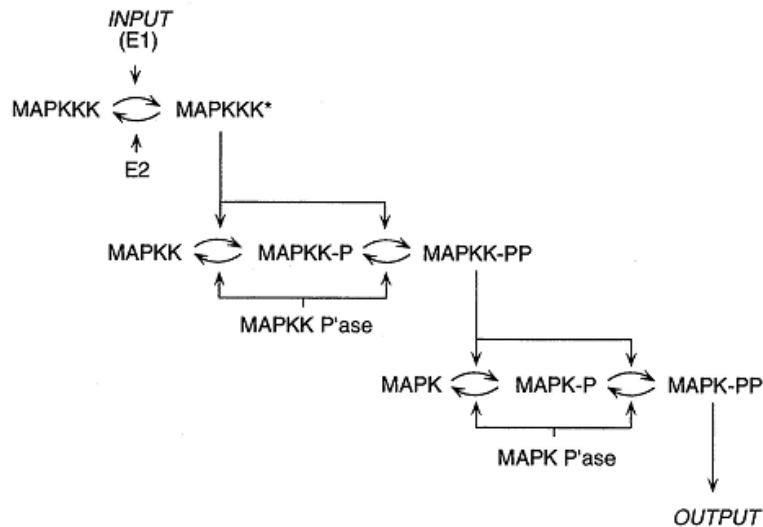 INPUT
(E1)
MAPKKK MAPKKK*
E2
MAPKK MAPKK-P MAPKK-PP
MAPKK P'ase
MAPK MAPK-P MAPK-PP
MAPK P'ase
OUTPUT